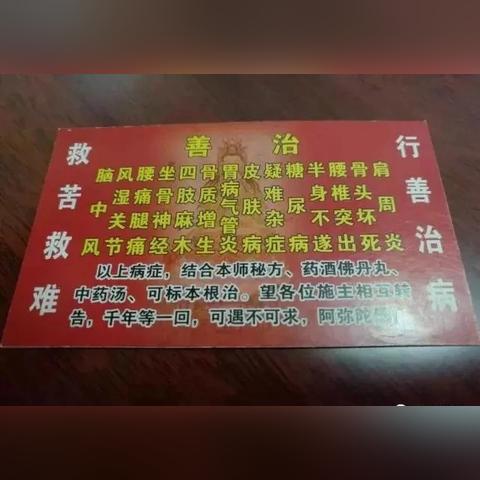 善治
救苦救难
行善治病
脑中风
风湿关节
腰痛腿痛
坐骨神经
四肢麻木
骨质增生
胃病气管炎
皮肤病
疑难杂症
糖尿病
半身不遂
腰椎突出
骨头坏死
肩周炎
以上病症，结合本师秘方、药酒佛丹丸、
中药汤、可标本根治。望各位施主相互转
告，千年等一回，可遇不可求，阿弥陀佛！